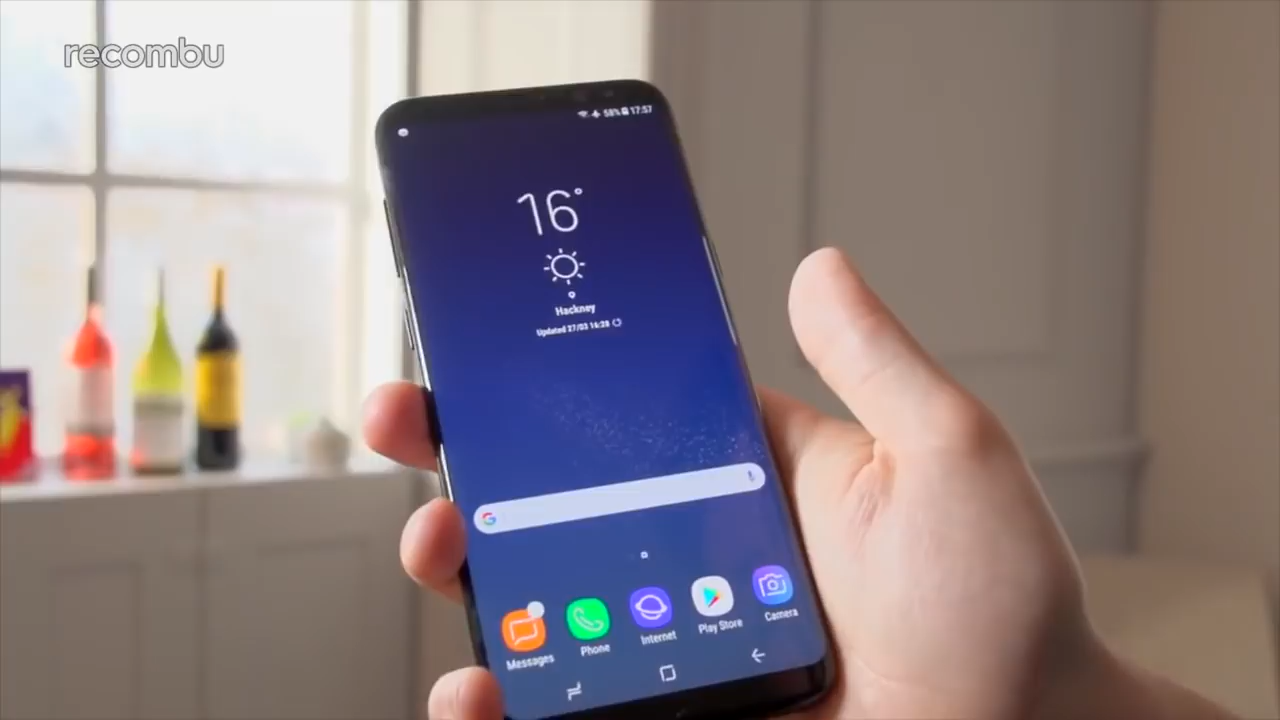 recombu
58% 17:57
16°
Hackney
Updated 27/03 16:28
Messages
Phone
Internet
Play Store
Camera